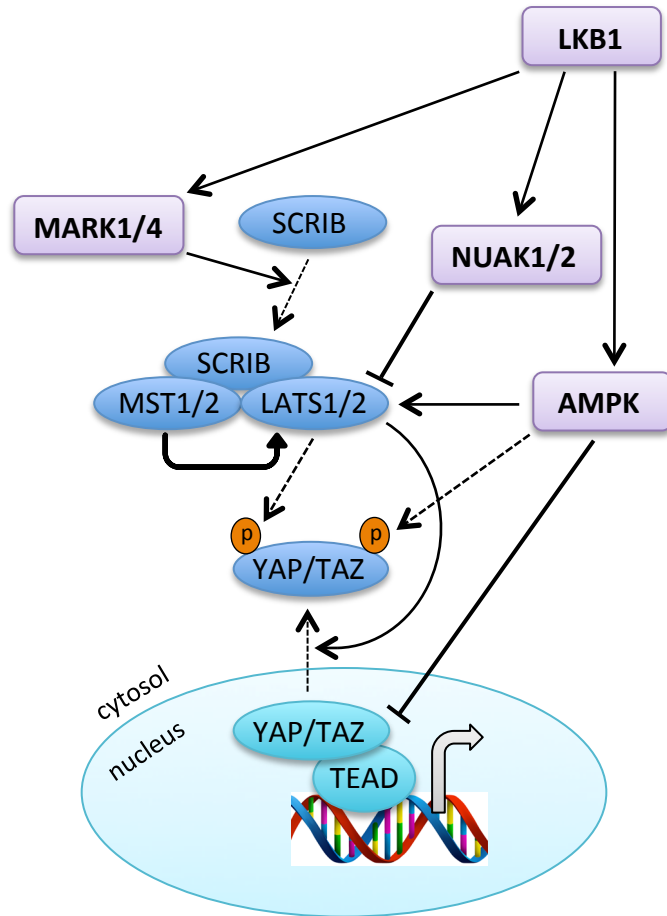 LKB1
MARK1/4
SCRIB
NUAK1/2
SCRIB
MST1/2
LATS1/2
AMPK
p
p
YAP/TAZ
cytosol
nucleus
YAP/TAZ
TEAD